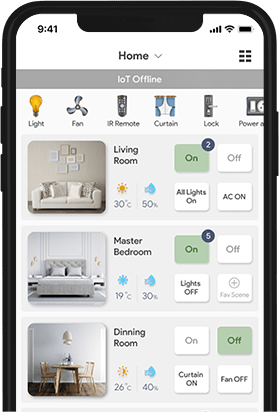 9:41
Home
IoT Offline
Light Fan IR Remote Curtain Lock Power a
Living
Room
On 2 Off
30°c 50%
All Lights
On
AC ON
Master
Bedroom
On 5 Off
19°c 30%
Lights
OFF
Fav Scene
Dinning
Room
On Off
26°c 40%
Curtain
ON
Fan OFF